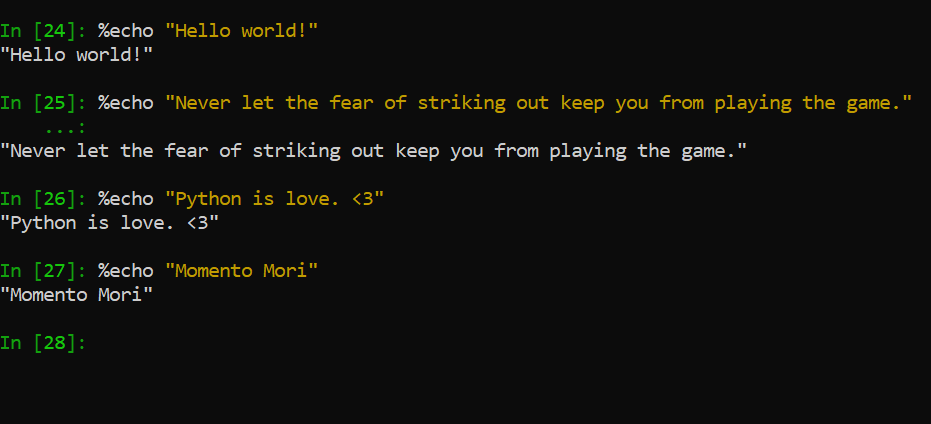 In [24]: %echo "Hello world!"
"Hello world!"
In [25]: %echo "Never let the fear of striking out keep you from playing the game."
...:
"Never let the fear of striking out keep you from playing the game."
In [26]: %echo "Python is love. <3"
"Python is love. <3"
In [27]: %echo "Momento Mori"
"Momento Mori"
In [28]: